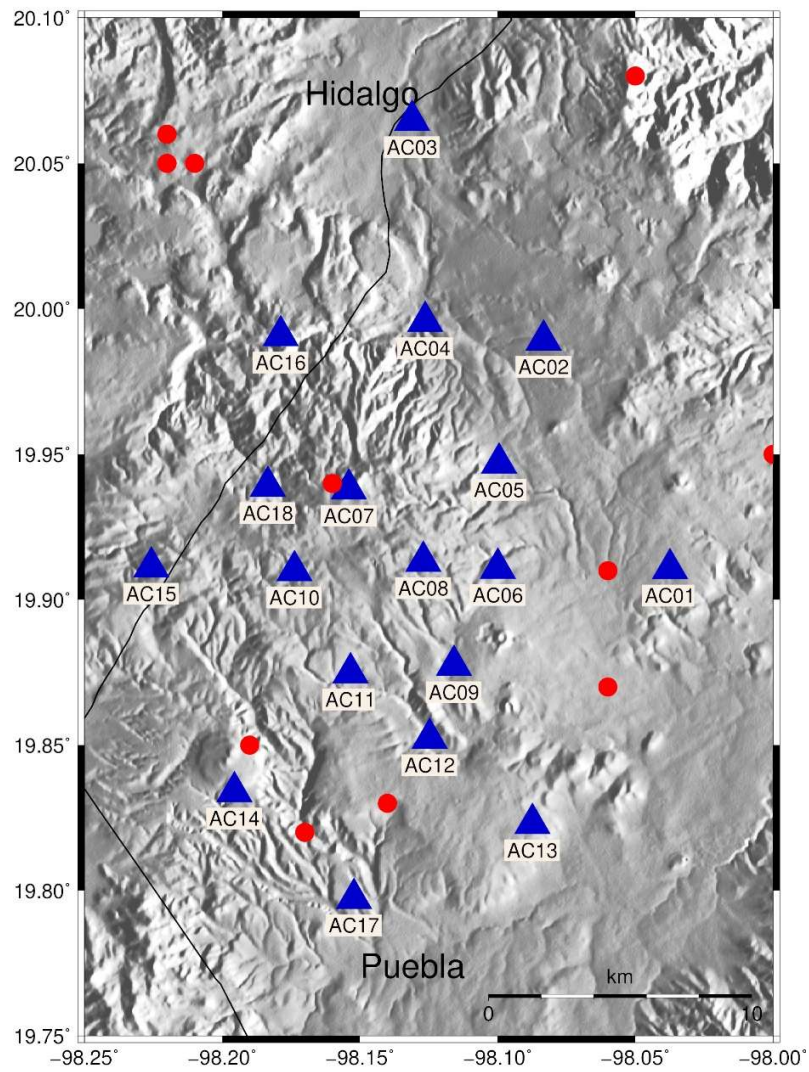 20.10°
Hidalgo
AC03
20.05°
20.00°
AC04
AC16
AC02
19.95°
AC05
AC18
AC07
AC08
AC06
AC01
AC15
AC10
19.90°
AC11
AC09
19.85°
AC12
AC14
AC13
19.80°
AC17
Puebla
km
0 10
19.75°
−98.25° −98.20° −98.15° −98.10° −98.05° −98.00°